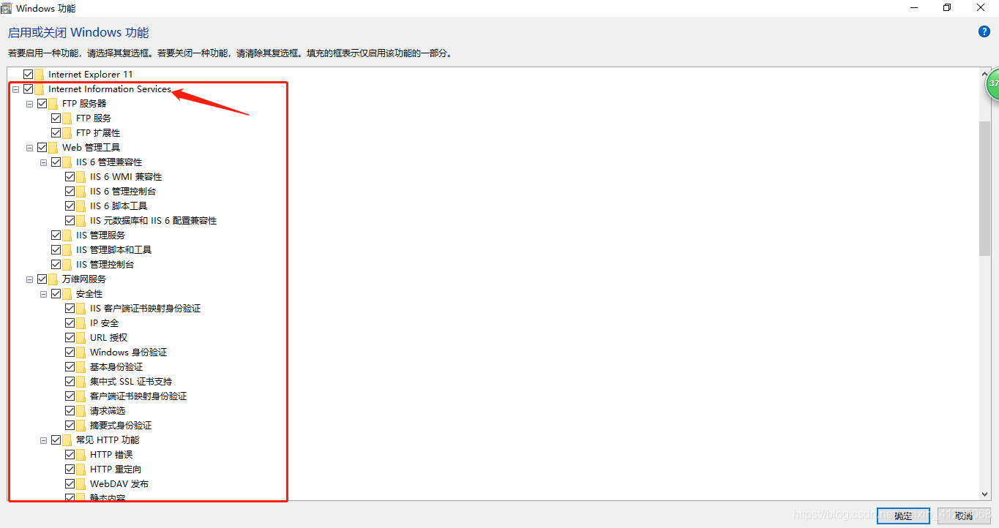 Windows 功能
启用或关闭 Windows 功能
若要启用一种功能，请选择其复选框。若要关闭一种功能，请清除其复选框。填充的框表示仅启用该功能的一部分。
Internet Explorer 11
Internet Information Services
37
FTP 服务器
FTP 服务
FTP 扩展性
Web 管理工具
IIS 6 管理兼容性
IIS 6 WMI 兼容性
IIS 6 管理控制台
IIS 6 脚本工具
IIS 元数据库和 IIS 6 配置兼容性
IIS 管理服务
IIS 管理脚本和工具
IIS 管理控制台
万维网服务
安全性
IIS 客户端证书映射身份验证
IP 安全
URL 授权
Windows 身份验证
基本身份验证
集中式 SSL 证书支持
客户端证书映射身份验证
请求筛选
摘要式身份验证
常见 HTTP 功能
HTTP 错误
HTTP 重定向
WebDAV 发布
静态内容
确定 取消
https://blog.csdn.net/